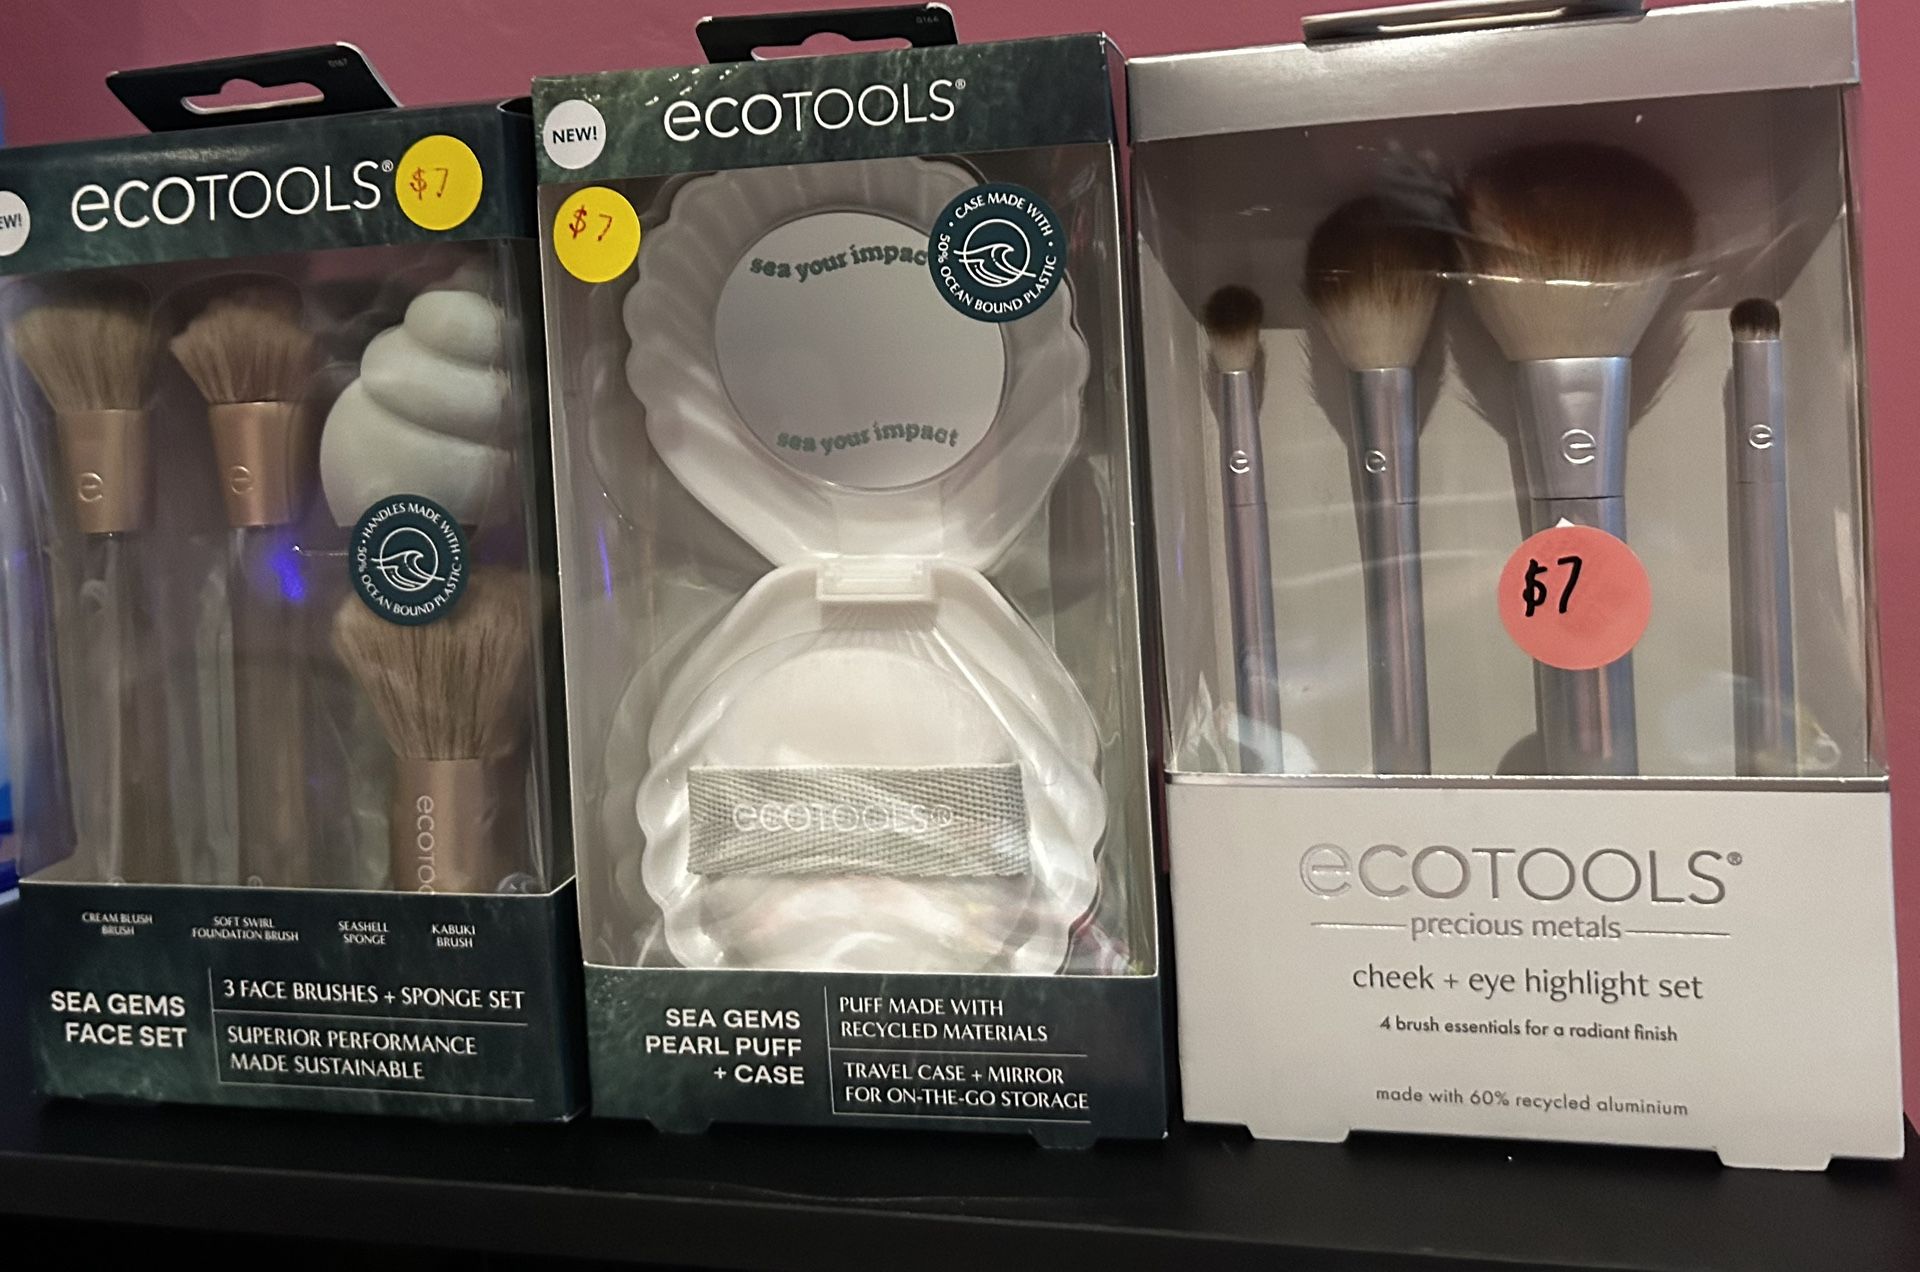 EW!
ecoTOOLS®
$7
HANDLES MADE WITH
50% OCEAN BOUND PLASTIC
ECOTO
CREAM BLUSH
BRUSH
SOFT SWIRL
FOUNDATION BRUSH
SEASHELL
SPONGE
KABUKI
BRUSH
SEA GEMS
FACE SET
3 FACE BRUSHES + SPONGE SET
SUPERIOR PERFORMANCE
MADE SUSTAINABLE
NEW!
ecoTOOLS®
$7
CASE MADE WITH
50% OCEAN BOUND PLASTIC
sea your impac
sea your impact
ecoTOOLS®
SEA GEMS
PEARL PUFF
+ CASE
PUFF MADE WITH
RECYCLED MATERIALS
TRAVEL CASE + MIRROR
FOR ON-THE-GO STORAGE
e
e
e
e
e
e
$7
ecoTOOLS®
precious metals
cheek + eye highlight set
4 brush essentials for a radiant finish
made with 60% recycled aluminium